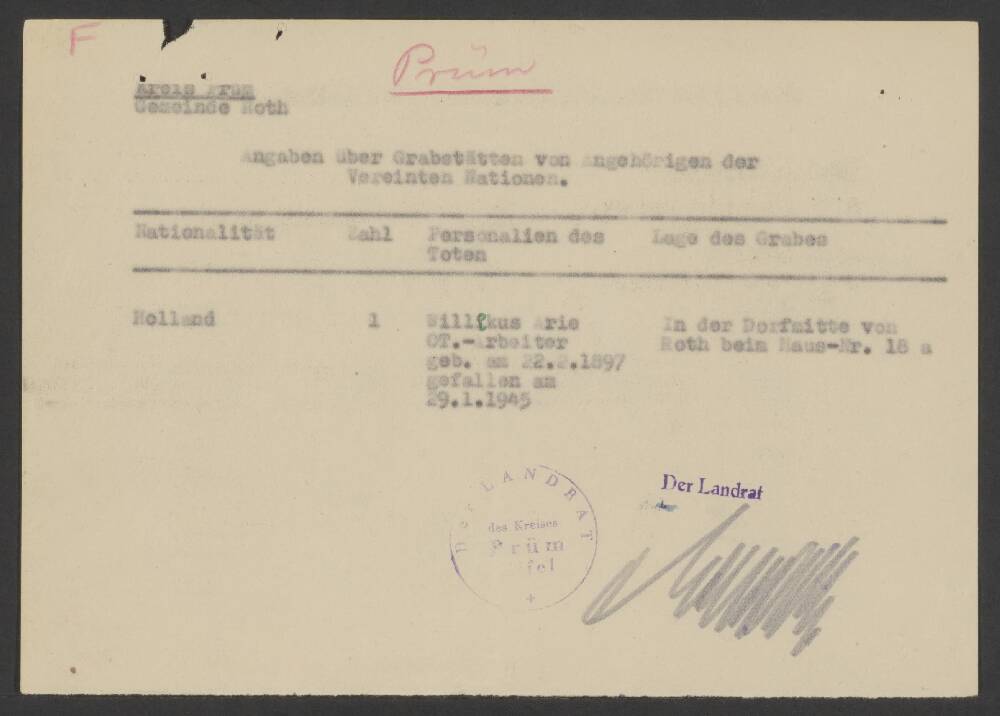 F
Prüm
Kreis Prüm
Gemeinde Roth
Angaben über Grabstätten von Angehörigen der
Vereinten Nationen.
Nationalität Zahl Personalien des Lage des Grabes
Toten
Holland 1 Willekus Arie In der Dorfmitte von
OT.-Arbeiter Roth beim Haus-Nr. 18 a
geb. am 22.2.1897
gefallen am
29.1.1945
Der Landrat
DER LANDRAT
des Kreises
Prüm
+